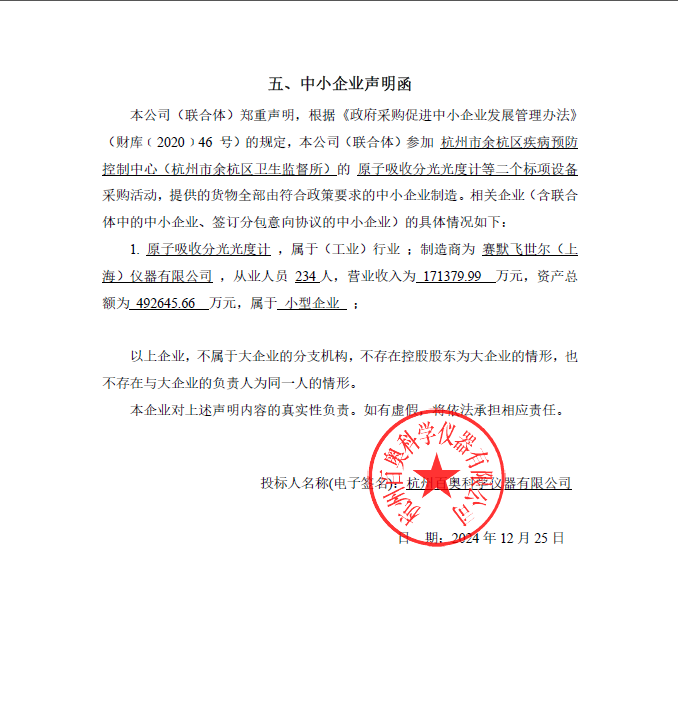 五、中小企业声明函
本公司（联合体）郑重声明，根据《政府采购促进中小企业发展管理办法》
（财库﹝2020﹞46 号）的规定，本公司（联合体）参加 杭州市余杭区疾病预防
控制中心（杭州市余杭区卫生监督所）的 原子吸收分光光度计等二个标项设备
采购活动，提供的货物全部由符合政策要求的中小企业制造。相关企业（含联合
体中的中小企业、签订分包意向协议的中小企业）的具体情况如下：
1. 原子吸收分光光度计 ，属于（工业）行业 ；制造商为 赛默飞世尔（上
海）仪器有限公司 ，从业人员 234 人，营业收入为 171379.99 万元，资产总
额为 492645.66 万元，属于 小型企业 ；
以上企业，不属于大企业的分支机构，不存在控股股东为大企业的情形，也
不存在与大企业的负责人为同一人的情形。
本企业对上述声明内容的真实性负责。如有虚假，将依法承担相应责任。
投标人名称(电子签名)：杭州百奥科学仪器有限公司
日 期：2024 年 12 月 25 日
杭州百奥科学仪器有限公司